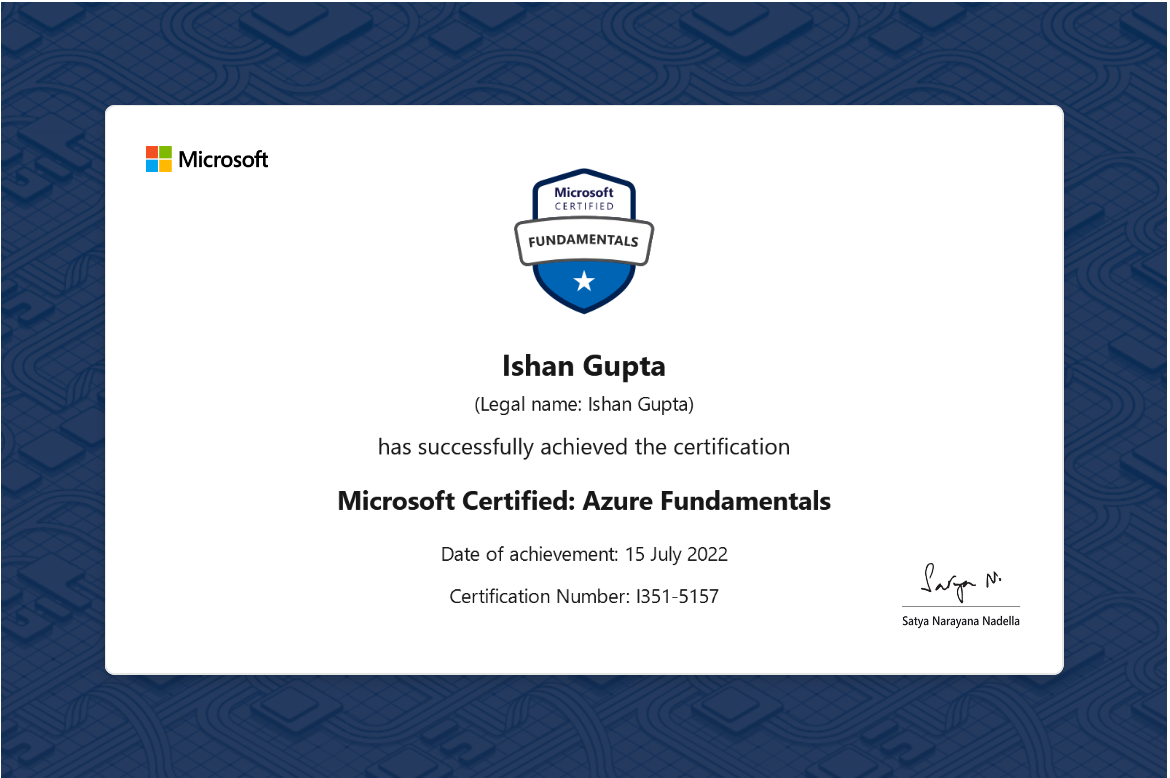 Microsoft
Microsoft
CERTIFIED
FUNDAMENTALS
Ishan Gupta
(Legal name: Ishan Gupta)
has successfully achieved the certification
Microsoft Certified: Azure Fundamentals
Date of achievement: 15 July 2022
Certification Number: I351-5157
Satya N.
Satya Narayana Nadella